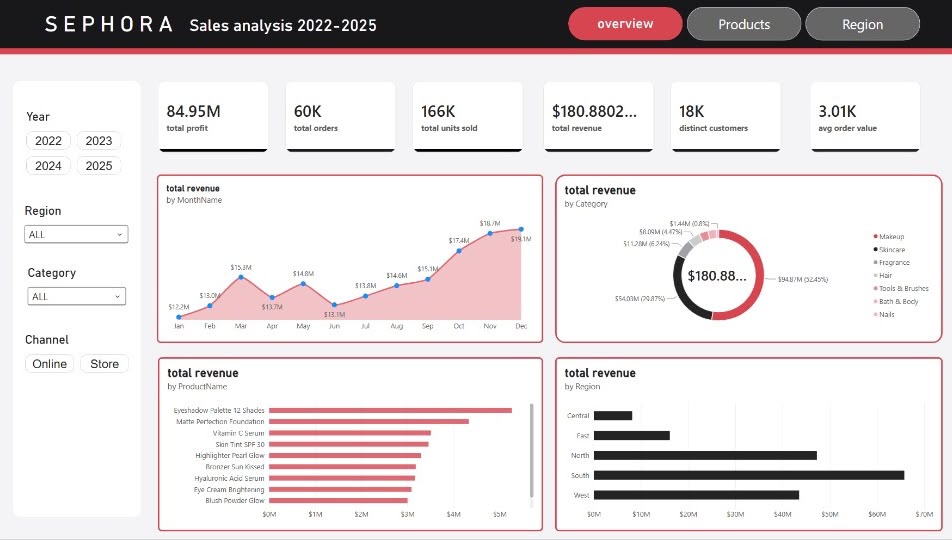 SEPHORA Sales analysis 2022-2025
overview
Products
Region
Year
2022 2023
2024 2025
Region
ALL
Category
ALL
Channel
Online Store
84.95M
total profit
60K
total orders
166K
total units sold
$180.8802...
total revenue
18K
distinct customers
3.01K
avg order value
total revenue
by MonthName
$12.2M
$13.0M
$15.3M
$13.7M
$14.8M
$13.1M
$13.8M
$14.6M
$15.1M
$17.4M
$18.7M
$19.1M
Jan Feb Mar Apr May Jun Jul Aug Sep Oct Nov Dec
total revenue
by Category
$1.44M (0.8%)
$8.09M (4.47%)
$11.28M (6.24%)
$54.03M (29.87%)
$94.87M (52.45%)
$180.88...
Makeup
Skincare
Fragrance
Hair
Tools & Brushes
Bath & Body
Nails
total revenue
by ProductName
Eyeshadow Palette 12 Shades
Matte Perfection Foundation
Vitamin C Serum
Skin Tint SPF 30
Highlighter Pearl Glow
Bronzer Sun Kissed
Hyaluronic Acid Serum
Eye Cream Brightening
Blush Powder Glow
$0M $1M $2M $3M $4M $5M
total revenue
by Region
Central
East
North
South
West
$0M $10M $20M $30M $40M $50M $60M $70M